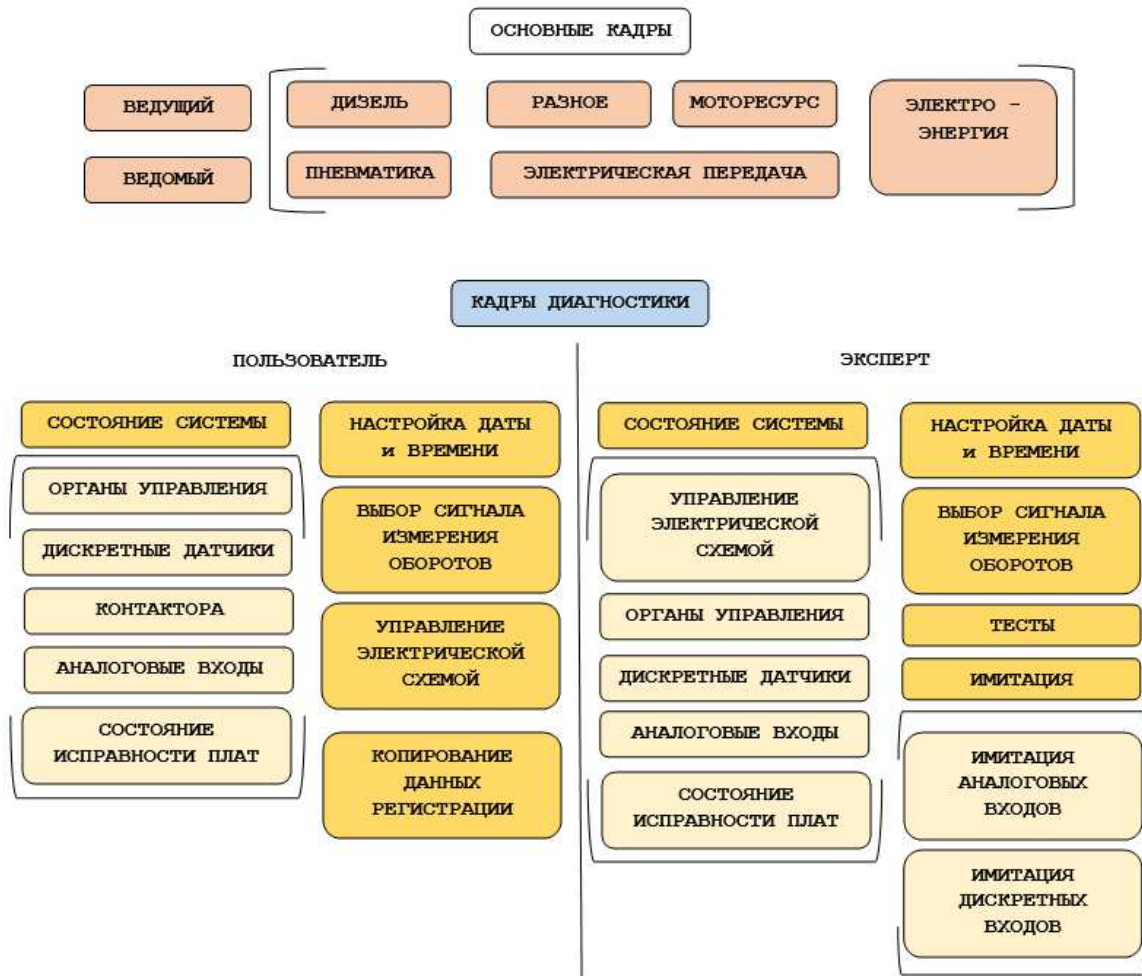 ОСНОВНЫЕ КАДРЫ
ВЕДУЩИЙ
ВЕДОМЫЙ
ДИЗЕЛЬ
РАЗНОЕ
МОТОРЕСУРС
ЭЛЕКТРО -
ЭНЕРГИЯ
ПНЕВМАТИКА
ЭЛЕКТРИЧЕСКАЯ ПЕРЕДАЧА
КАДРЫ ДИАГНОСТИКИ
ПОЛЬЗОВАТЕЛЬ
СОСТОЯНИЕ СИСТЕМЫ
ОРГАНЫ УПРАВЛЕНИЯ
ДИСКРЕТНЫЕ ДАТЧИКИ
КОНТАКТОРА
АНАЛОГОВЫЕ ВХОДЫ
СОСТОЯНИЕ
ИСПРАВНОСТИ ПЛАТ
НАСТРОЙКА ДАТЫ
и ВРЕМЕНИ
ВЫБОР СИГНАЛА
ИЗМЕРЕНИЯ
ОБОРОТОВ
УПРАВЛЕНИЕ
ЭЛЕКТРИЧЕСКОЙ
СХЕМОЙ
КОПИРОВАНИЕ
ДАННЫХ
РЕГИСТРАЦИИ
ЭКСПЕРТ
СОСТОЯНИЕ СИСТЕМЫ
УПРАВЛЕНИЕ
ЭЛЕКТРИЧЕСКОЙ
СХЕМОЙ
ОРГАНЫ УПРАВЛЕНИЯ
ДИСКРЕТНЫЕ ДАТЧИКИ
АНАЛОГОВЫЕ ВХОДЫ
СОСТОЯНИЕ
ИСПРАВНОСТИ ПЛАТ
НАСТРОЙКА ДАТЫ
и ВРЕМЕНИ
ВЫБОР СИГНАЛА
ИЗМЕРЕНИЯ
ОБОРОТОВ
ТЕСТЫ
ИМИТАЦИЯ
ИМИТАЦИЯ
АНАЛОГОВЫХ
ВХОДОВ
ИМИТАЦИЯ
ДИСКРЕТНЫХ
ВХОДОВ